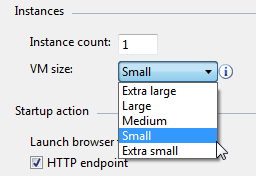 Instances
Instance count: 1
VM size: Small
Extra large
Large
Medium
Small
Extra small
Startup action
Launch browser
HTTP endpoint